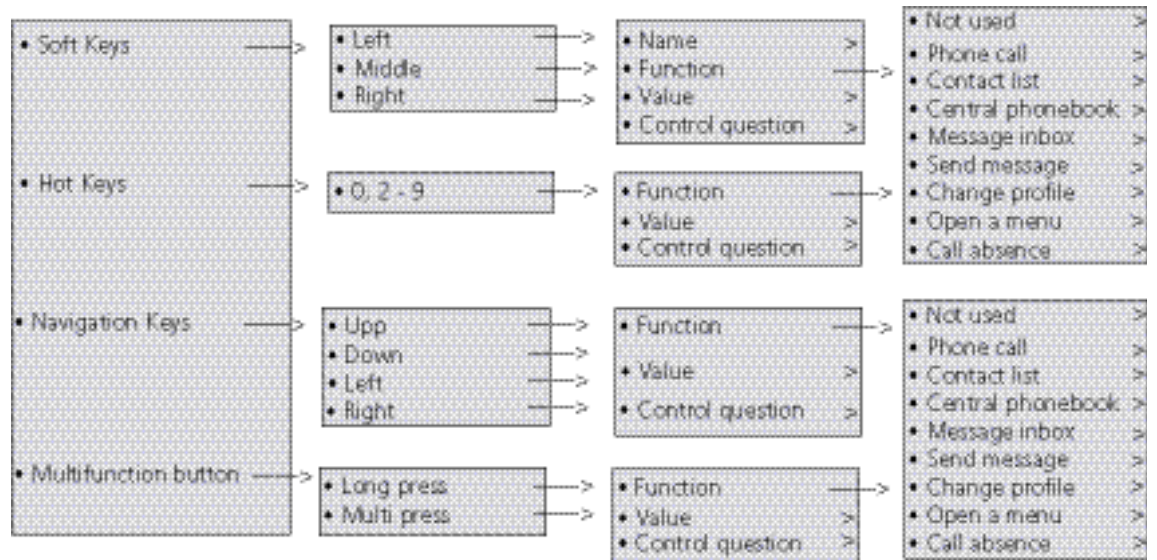 • Soft Keys
• Left
• Middle
• Right
• Name >
• Function
• Value >
• Control question >
• Not used >
• Phone call >
• Contact list >
• Central phonebook >
• Message inbox >
• Send message >
• Change profile >
• Open a menu >
• Call absence >
• Hot Keys
• 0, 2 - 9
• Function
• Value >
• Control question >
• Navigation Keys
• Upp
• Down
• Left
• Right
• Function
• Value >
• Control question >
• Not used >
• Phone call >
• Contact list >
• Central phonebook >
• Message inbox >
• Send message >
• Change profile >
• Open a menu >
• Call absence >
• Multifunction button
• Long press
• Multi press
• Function
• Value >
• Control question >